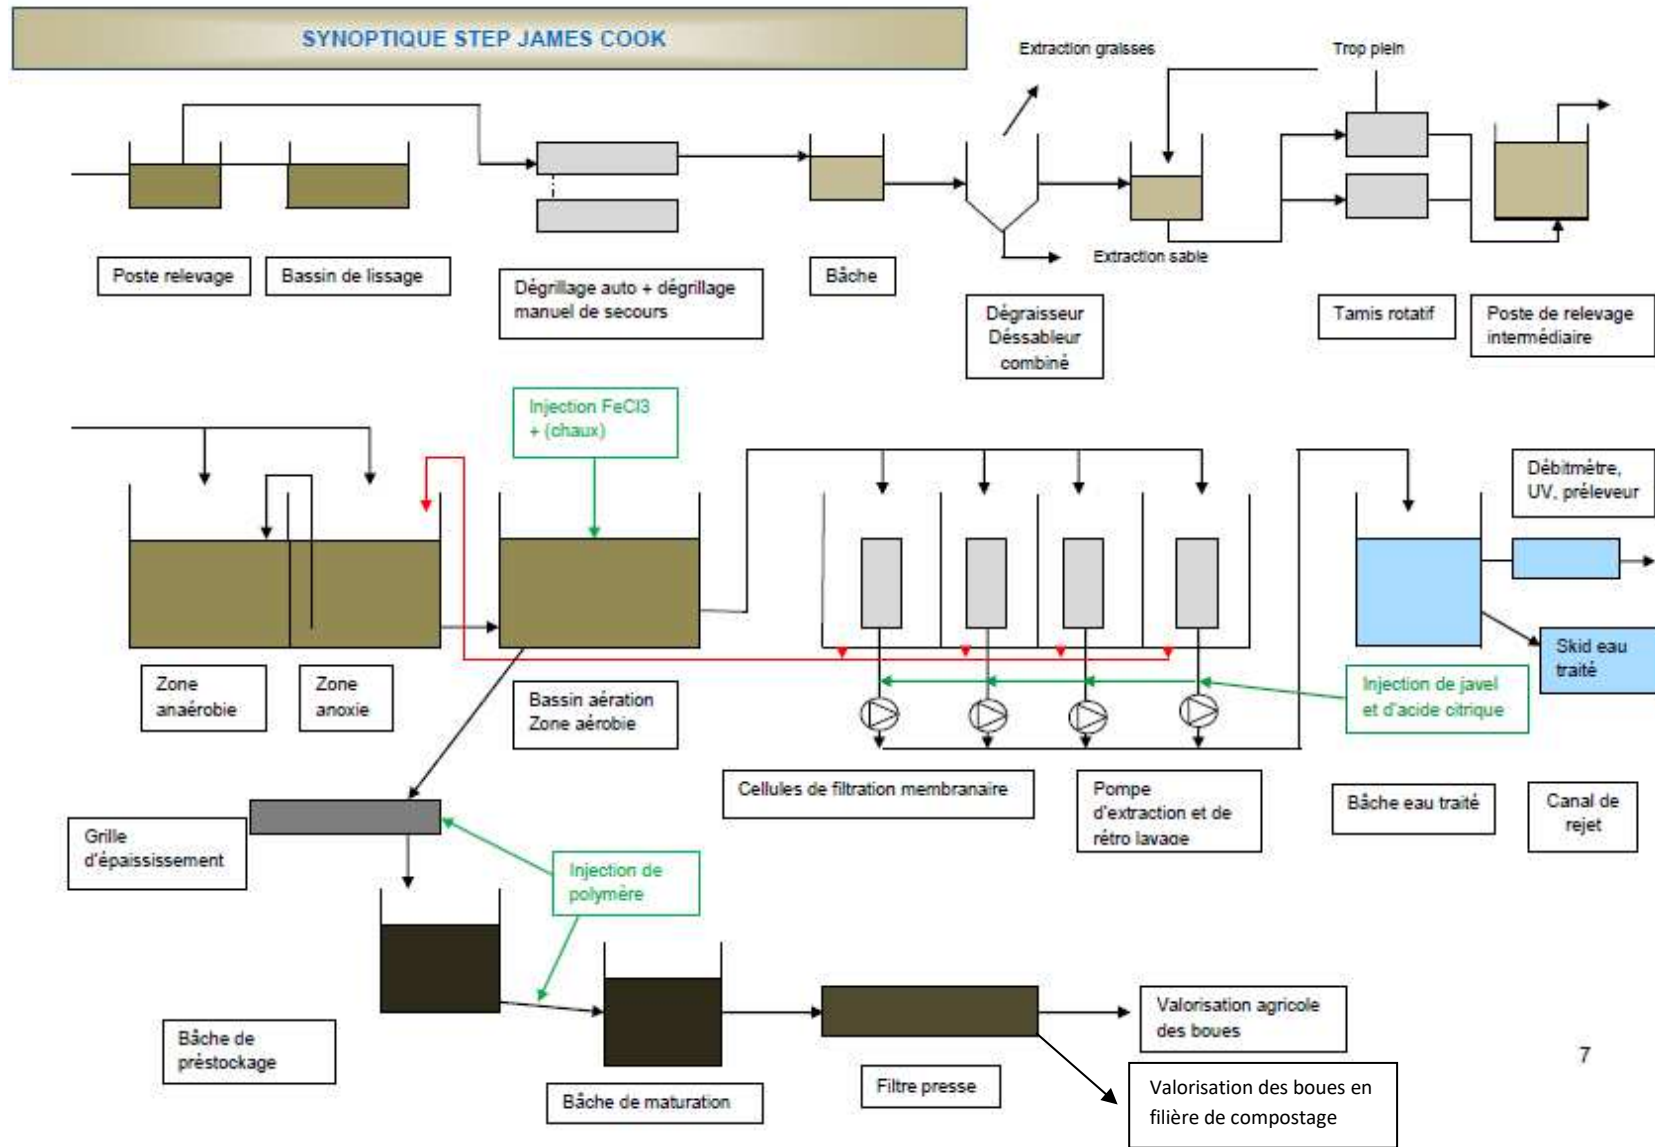 SYNOPTIQUE STEP JAMES COOK
Extraction graisses
Trop plein
Extraction sable
Poste relevage
Bassin de lissage
Dégrillage auto + dégrillage
manuel de secours
Bâche
Dégraisseur
Déssableur
combiné
Tamis rotatif
Poste de relevage
intermédiaire
Injection FeCl3
+ (chaux)
Débitmètre,
UV, préleveur
Zone
anaérobie
Zone
anoxie
Bassin aération
Zone aérobie
Injection de javel
et d'acide citrique
Skid eau
traité
Cellules de filtration membranaire
Pompe
d'extraction et de
rétro lavage
Bâche eau traité
Canal de
rejet
Grille
d'épaississement
Injection de
polymère
Bâche de
préstockage
Bâche de maturation
Filtre presse
Valorisation agricole
des boues
Valorisation des boues en
filière de compostage
7